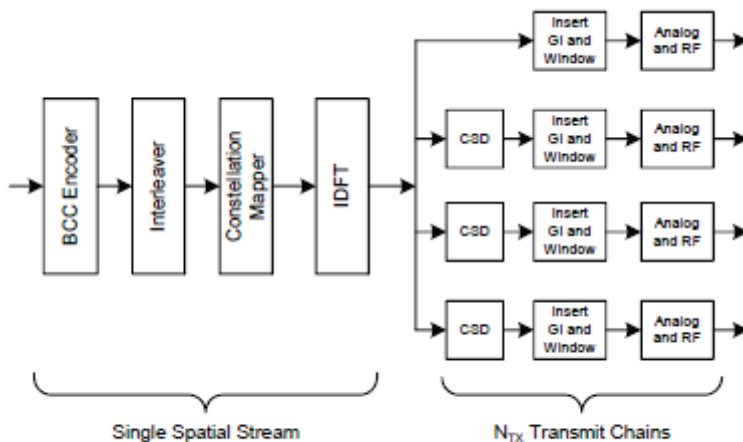 Insert
GI and
Window
Analog
and RF
BCC Encoder
Interleaver
Constellation
Mapper
IDFT
CSD
Insert
GI and
Window
Analog
and RF
CSD
Insert
GI and
Window
Analog
and RF
CSD
Insert
GI and
Window
Analog
and RF
Single Spatial Stream
N_TX Transmit Chains